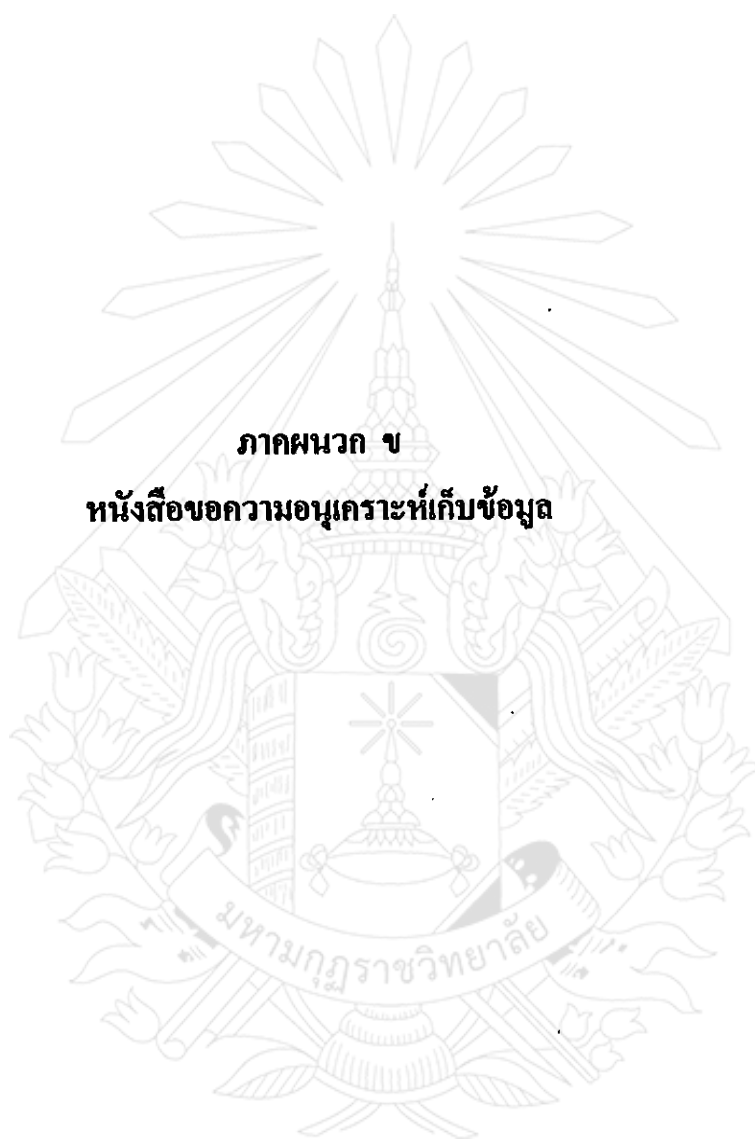 ภาคผนวก ข
หนังสือขอความอนุเคราะห์เก็บข้อมูล
มหามกุฏราชวิทยาลัย